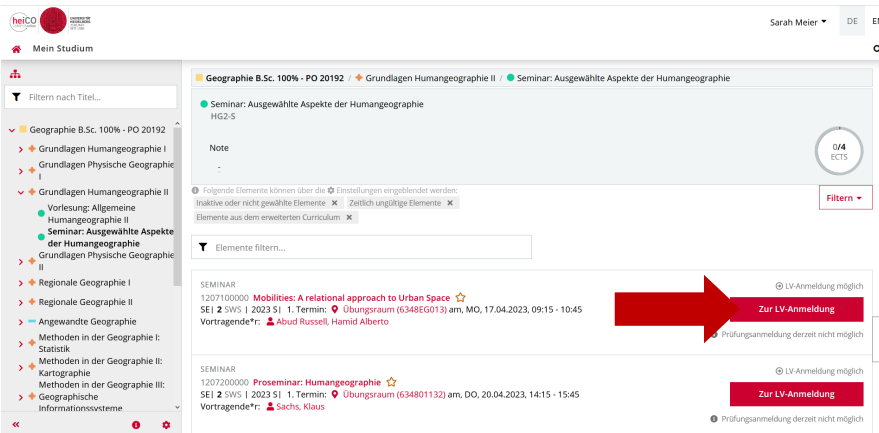 heiCO
UNIVERSITÄT
HEIDELBERG
ZUKUNFT
SEIT 1386
Sarah Meier
DE
EN
Mein Studium
Filtern nach Titel...
Geographie B.Sc. 100% - PO 20192
Grundlagen Humangeographie I
Grundlagen Physische Geographie
I
Grundlagen Humangeographie II
Vorlesung: Allgemeine
Humangeographie II
Seminar: Ausgewählte Aspekte
der Humangeographie
Grundlagen Physische Geographie
II
Regionale Geographie I
Regionale Geographie II
Angewandte Geographie
Methoden in der Geographie I:
Statistik
Methoden in der Geographie II:
Kartographie
Methoden in der Geographie III:
Geographische
Informationssysteme
Geographie B.Sc. 100% - PO 20192 / Grundlagen Humangeographie II / Seminar: Ausgewählte Aspekte der Humangeographie
Seminar: Ausgewählte Aspekte der Humangeographie
HG2-S
Note
-
0/4
ECTS
Folgende Elemente können über die Einstellungen eingeblendet werden:
Inaktive oder nicht gewählte Elemente ✕ Zeitlich ungültige Elemente ✕
Elemente aus dem erweiterten Curriculum ✕
Filtern
Elemente filtern...
SEMINAR
LV-Anmeldung möglich
1207100000 Mobilities: A relational approach to Urban Space
SE| 2 SWS | 2023 S| 1. Termin: Übungsraum (6348EG013) am, MO, 17.04.2023, 09:15 - 10:45
Zur LV-Anmeldung
Vortragende*r: Abud Russell, Hamid Alberto
Prüfungsanmeldung derzeit nicht möglich
SEMINAR
LV-Anmeldung möglich
1207200000 Proseminar: Humangeographie
SE| 2 SWS | 2023 S| 1. Termin: Übungsraum (634801132) am, DO, 20.04.2023, 14:15 - 15:45
Zur LV-Anmeldung
Vortragende*r: Sachs, Klaus
Prüfungsanmeldung derzeit nicht möglich